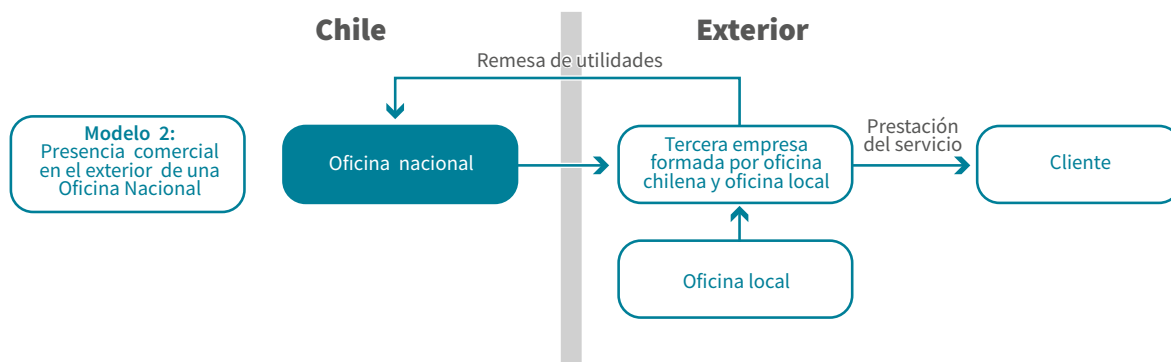 Chile
Exterior
Remesa de utilidades
Modelo 2:
Presencia comercial
en el exterior de una
Oficina Nacional
Oficina nacional
Tercera empresa
formada por oficina
chilena y oficina local
Prestación
del servicio
Cliente
Oficina local